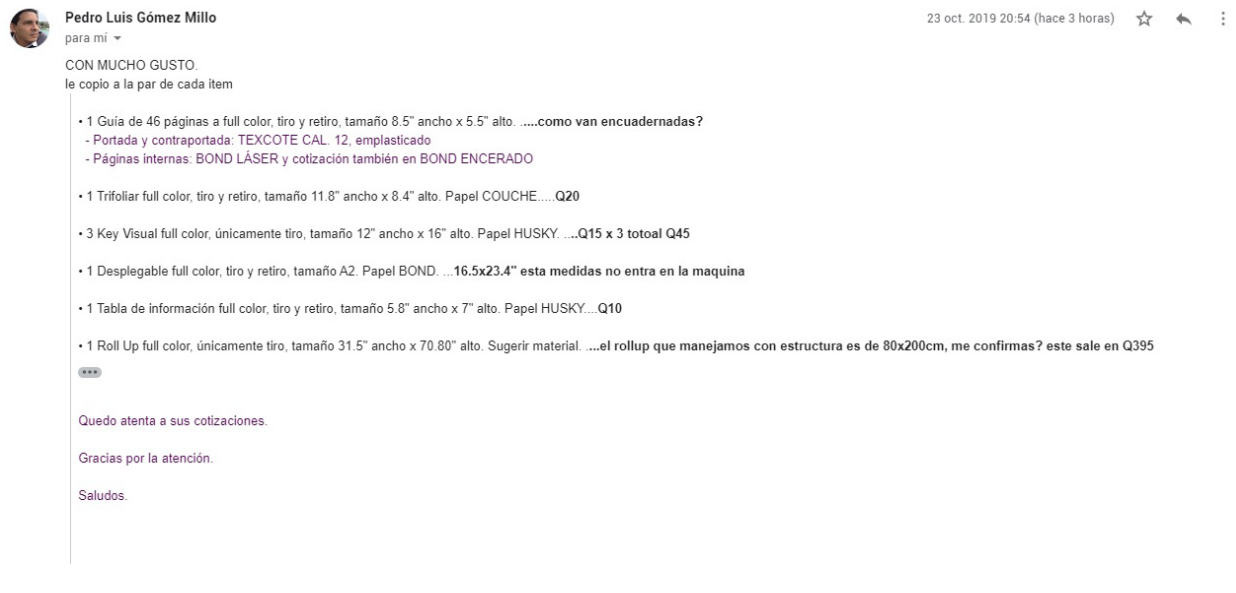 Pedro Luis Gómez Millo
23 oct. 2019 20:54 (hace 3 horas)
para mí
CON MUCHO GUSTO.
le copio a la par de cada item
• 1 Guía de 46 páginas a full color, tiro y retiro, tamaño 8.5" ancho x 5.5" alto. .....como van encuadernadas?
- Portada y contraportada: TEXCOTE CAL. 12, emplasticado
- Páginas internas: BOND LÁSER y cotización también en BOND ENCERADO
• 1 Trifoliar full color, tiro y retiro, tamaño 11.8" ancho x 8.4" alto. Papel COUCHE.....Q20
• 3 Key Visual full color, únicamente tiro, tamaño 12" ancho x 16" alto. Papel HUSKY. ....Q15 x 3 totoal Q45
• 1 Desplegable full color, tiro y retiro, tamaño A2. Papel BOND. ...16.5x23.4" esta medidas no entra en la maquina
• 1 Tabla de información full color, tiro y retiro, tamaño 5.8" ancho x 7" alto. Papel HUSKY....Q10
• 1 Roll Up full color, únicamente tiro, tamaño 31.5" ancho x 70.80" alto. Sugerir material. ....el rollup que manejamos con estructura es de 80x200cm, me confirmas? este sale en Q395
Quedo atenta a sus cotizaciones.
Gracias por la atención.
Saludos.